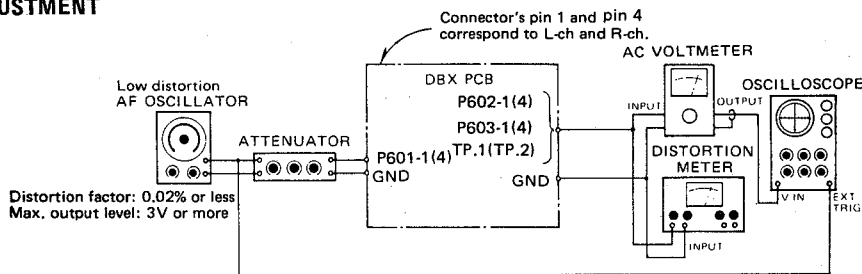 USTMENT
Connector's pin 1 and pin 4
correspond to L-ch and R-ch.
AC VOLTMETER
DBX PCB
OSCILLOSCOPE
Low distortion
AF OSCILLATOR
P602-1(4)
INPUT
OUTPUT
P603-1(4)
ATTENUATOR
P601-1(4)
TP.1(TP.2)
DISTORTION
METER
GND
GND
Distortion factor: 0.02% or less
Max. output level: 3V or more
V IN
EXT
TRIG
INPUT